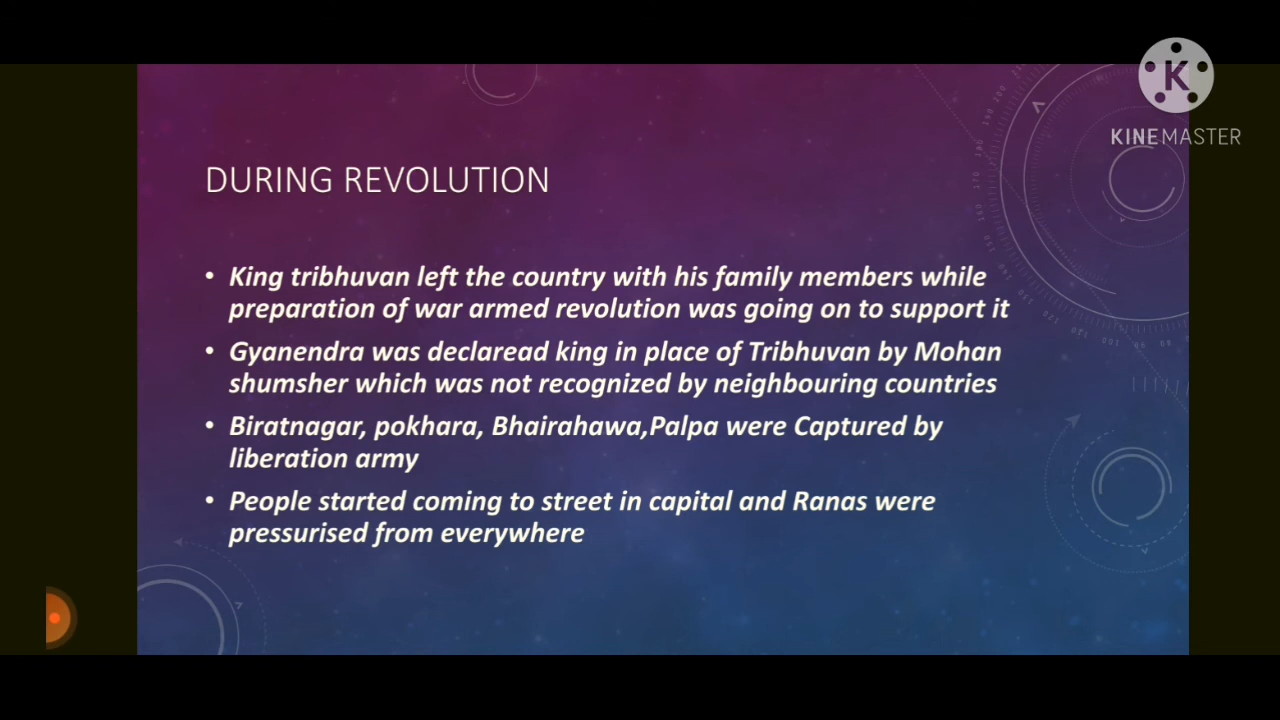 K
KINEMASTER
DURING REVOLUTION
• King tribhuvan left the country with his family members while
preparation of war armed revolution was going on to support it
• Gyanendra was declaread king in place of Tribhuvan by Mohan
shumsher which was not recognized by neighbouring countries
• Biratnagar, pokhara, Bhairahawa,Palpa were Captured by
liberation army
• People started coming to street in capital and Ranas were
pressurised from everywhere